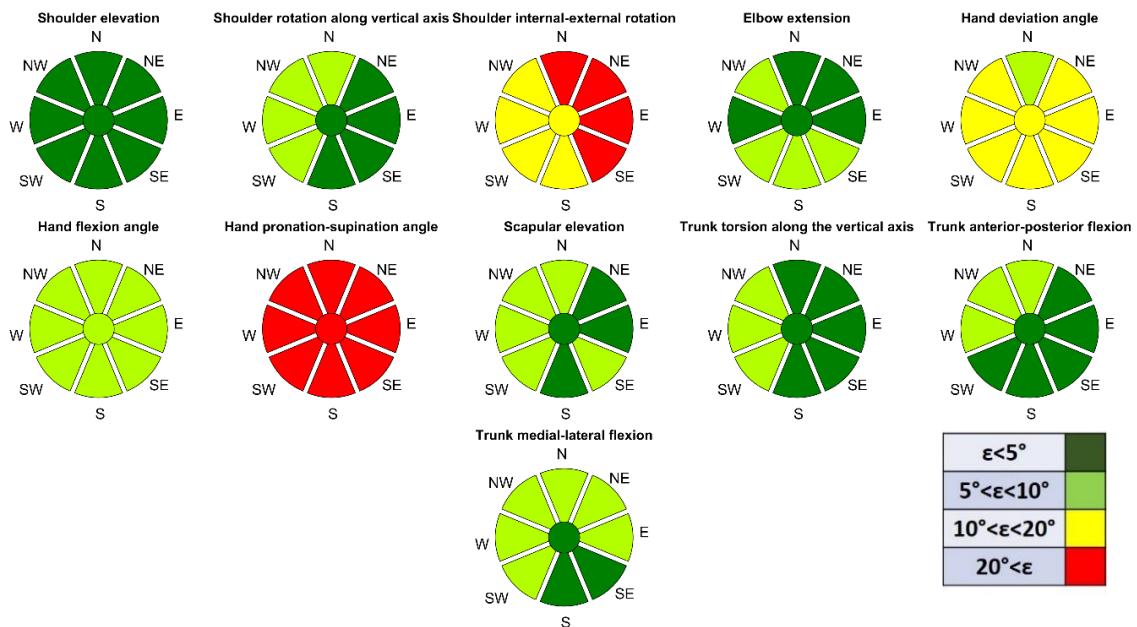 Shoulder elevation
Shoulder rotation along vertical axis
Shoulder internal-external rotation
Elbow extension
Hand deviation angle
N
NW
NE
W
E
SW
SE
S
N
NW
NE
W
E
SW
SE
S
N
NW
NE
W
E
SW
SE
S
N
NW
NE
W
E
SW
SE
S
N
NW
NE
W
E
SW
SE
S
Hand flexion angle
Hand pronation-supination angle
Scapular elevation
Trunk torsion along the vertical axis
Trunk anterior-posterior flexion
N
NW
NE
W
E
SW
SE
S
N
NW
NE
W
E
SW
SE
S
N
NW
NE
W
E
SW
SE
S
N
NW
NE
W
E
SW
SE
S
N
NW
NE
W
E
SW
SE
S
Trunk medial-lateral flexion
N
NW
NE
W
E
SW
SE
S
ε<5°
5°<ε<10°
10°<ε<20°
20°<ε